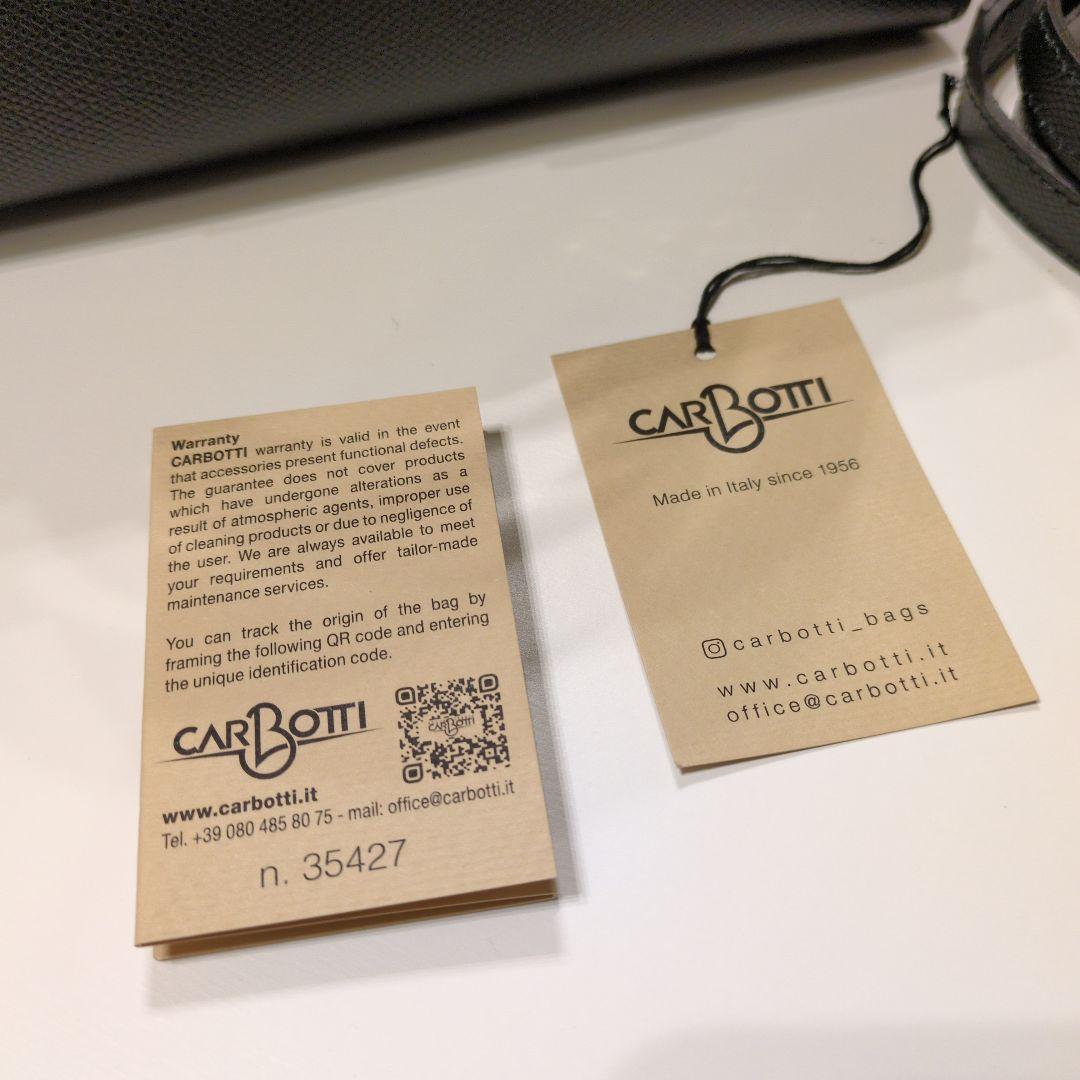 Warranty
CARBOTTI warranty is valid in the event
that accessories present functional defects.
The guarantee does not cover products
which have undergone alterations as a
result of atmospheric agents, improper use
of cleaning products or due to negligence of
the user. We are always available to meet
your requirements and offer tailor-made
maintenance services.
You can track the origin of the bag by
framing the following QR code and entering
the unique identification code.
CARBOTTI
CARBOTTI
www.carbotti.it
Tel. +39 080 485 80 75 - mail: office@carbotti.it
n. 35427
CARBOTTI
Made in Italy since 1956
carbotti_bags
www.carbotti.it
office@carbotti.it